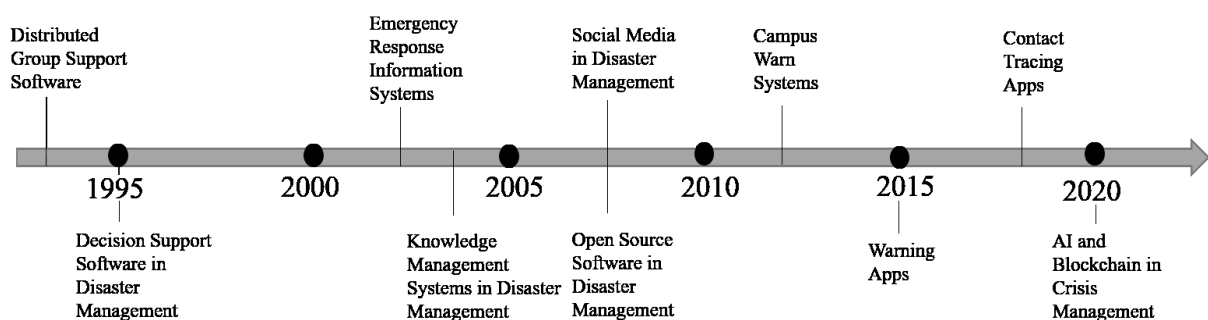 Distributed
Group Support
Software
Emergency
Response
Information
Systems
Social Media
in Disaster
Management
Campus
Warn
Systems
Contact
Tracing
Apps
1995
2000
2005
2010
2015
2020
Decision Support
Software in
Disaster
Management
Knowledge
Management
Systems in Disaster
Management
Open Source
Software in
Disaster
Management
Warning
Apps
AI and
Blockchain in
Crisis
Management